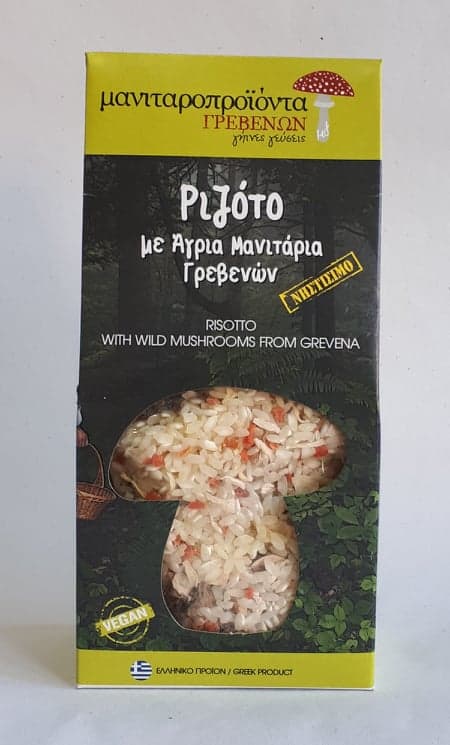 μανιταροπροϊόντα
ΓΡΕΒΕΝΩΝ
γήινες γεύσεις
Ριζότο
με Άγρια Μανιτάρια
Γρεβενών
ΝΗΣΤΙΣΙΜΟ
RISOTTO
WITH WILD MUSHROOMS FROM GREVENA
VEGAN
ΕΛΛΗΝΙΚΟ ΠΡΟΪΟΝ / GREEK PRODUCT